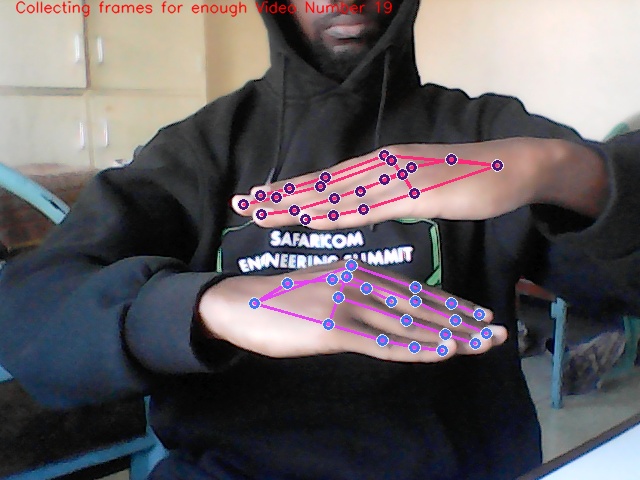 Collecting frames for enough Video Number 19
SAFARICOM
ENGINEERING SUMMIT